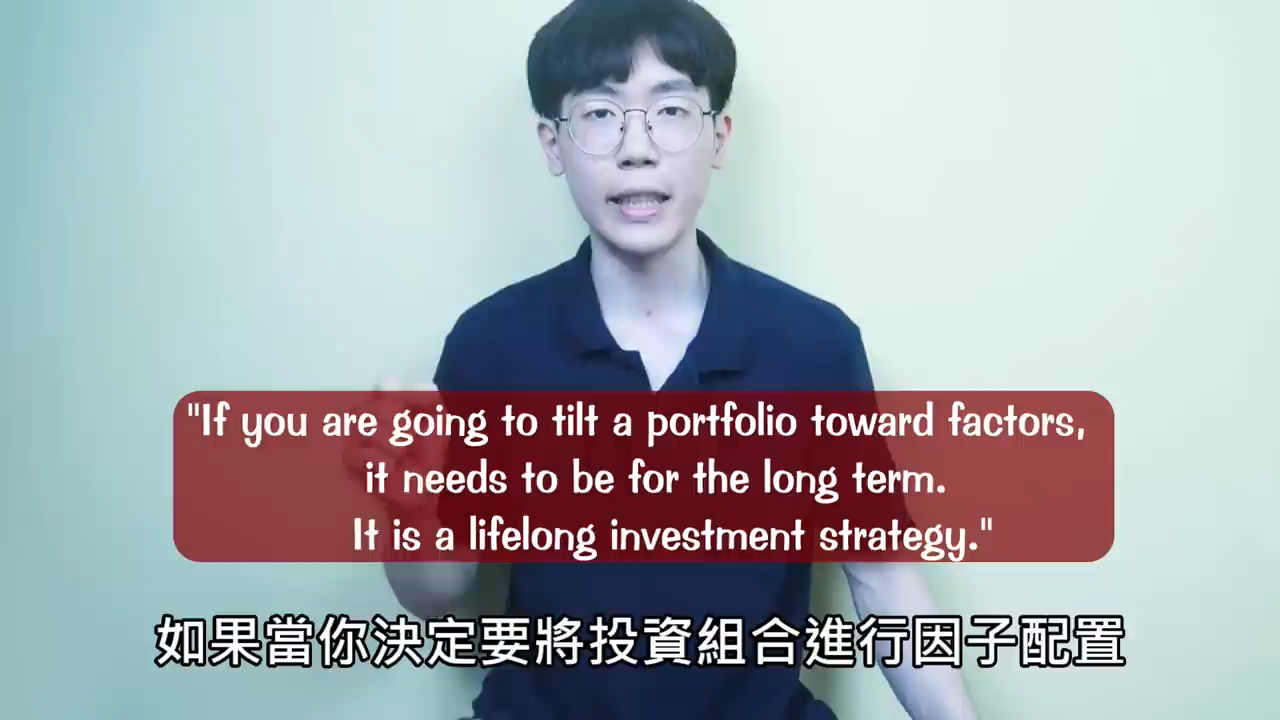 "If you are going to tilt a portfolio toward factors,
it needs to be for the long term.
It is a lifelong investment strategy."
如果當你決定要將投資組合進行因子配置